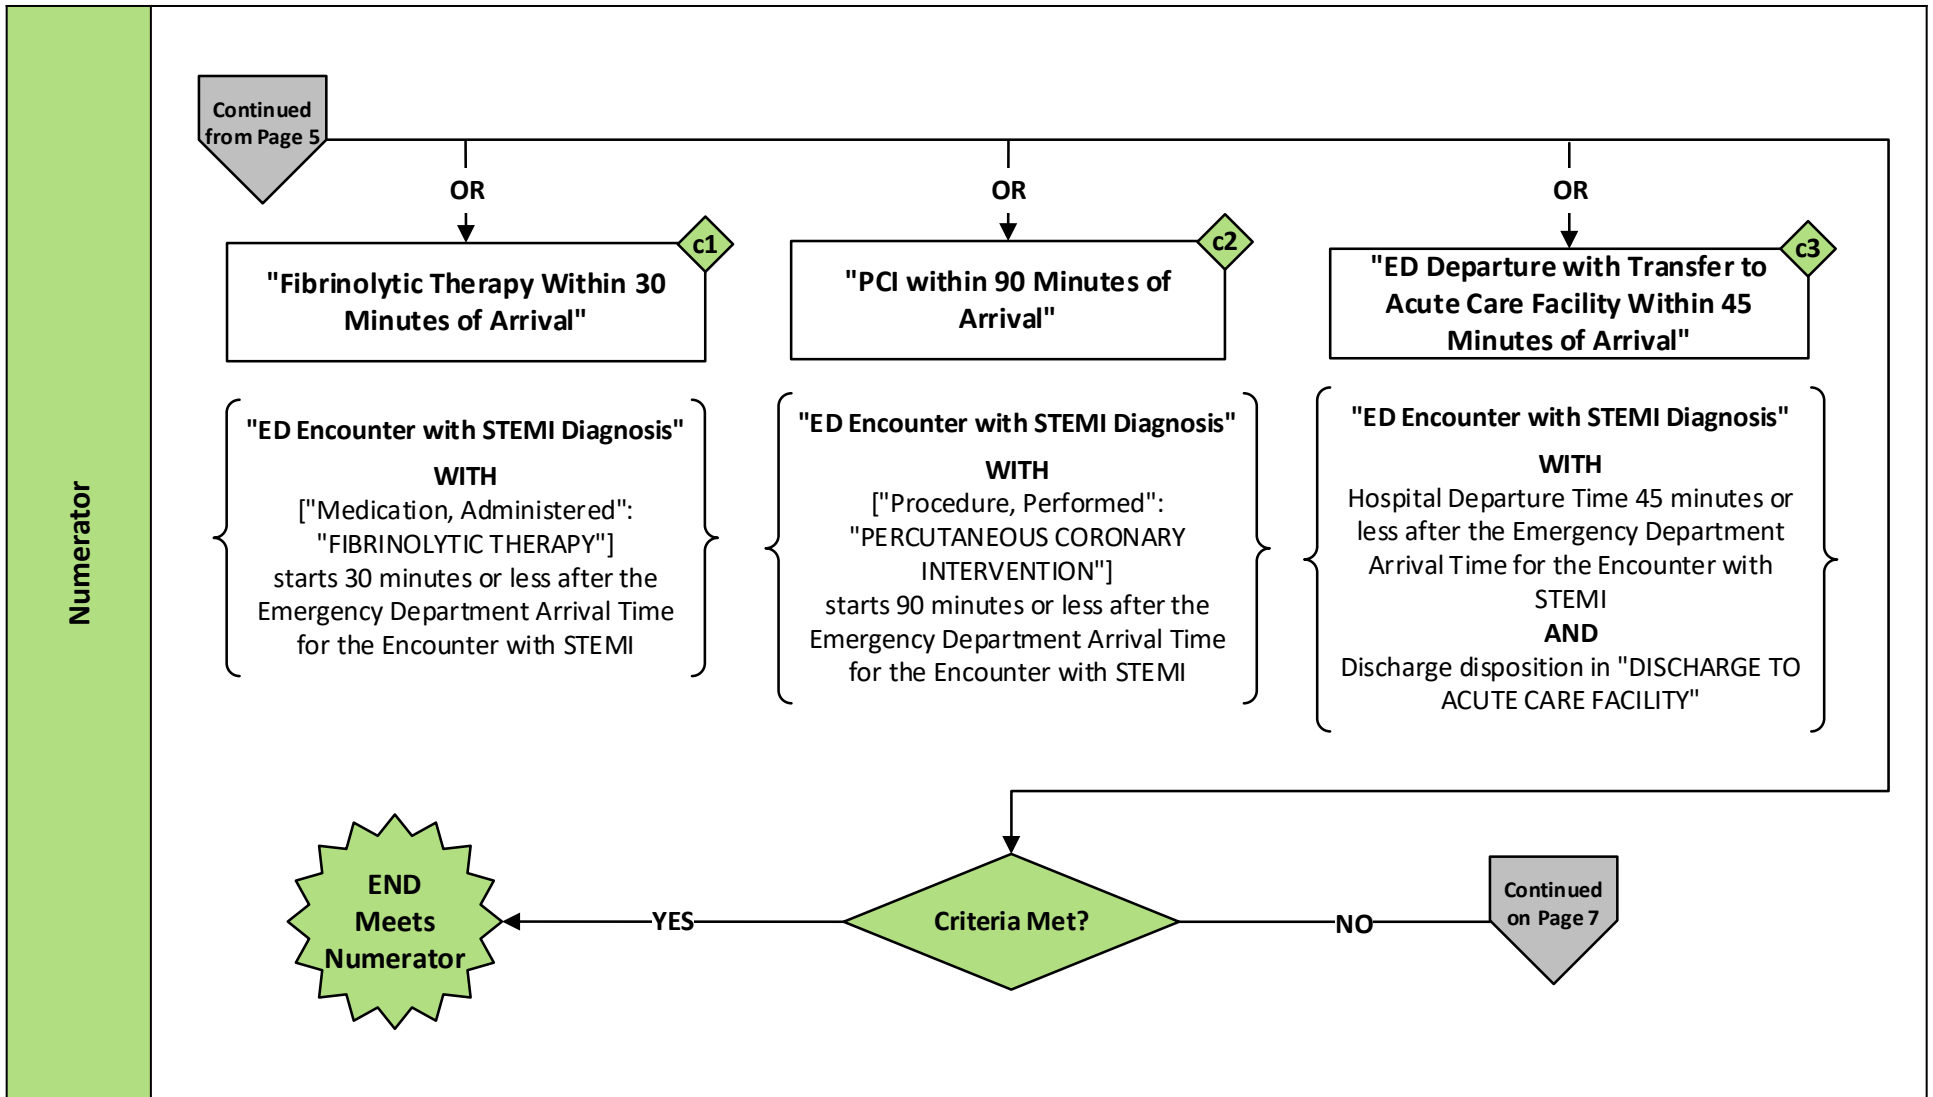 Numerator
Continued
from Page 5
OR
OR
OR
c1
"Fibrinolytic Therapy Within 30
Minutes of Arrival"
c2
"PCI within 90 Minutes of
Arrival"
c3
"ED Departure with Transfer to
Acute Care Facility Within 45
Minutes of Arrival"
"ED Encounter with STEMI Diagnosis"
WITH
["Medication, Administered":
"FIBRINOLYTIC THERAPY"]
starts 30 minutes or less after the
Emergency Department Arrival Time
for the Encounter with STEMI
"ED Encounter with STEMI Diagnosis"
WITH
["Procedure, Performed":
"PERCUTANEOUS CORONARY
INTERVENTION"]
starts 90 minutes or less after the
Emergency Department Arrival Time
for the Encounter with STEMI
"ED Encounter with STEMI Diagnosis"
WITH
Hospital Departure Time 45 minutes or
less after the Emergency Department
Arrival Time for the Encounter with
STEMI
AND
Discharge disposition in "DISCHARGE TO
ACUTE CARE FACILITY"
END
Meets
Numerator
YES
Criteria Met?
NO
Continued
on Page 7